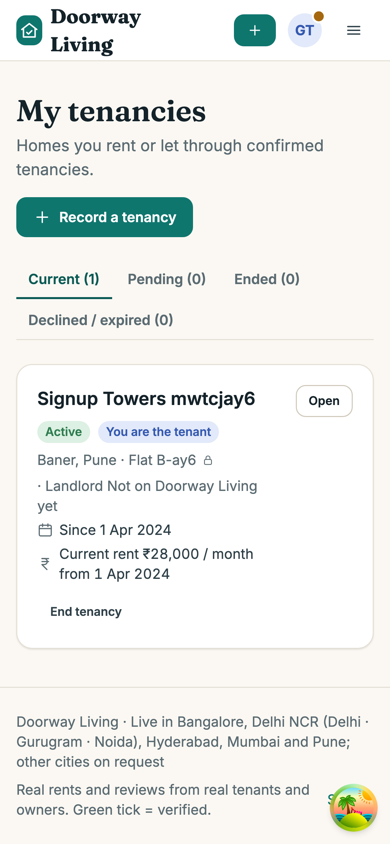 Doorway
Living
GT
My tenancies
Homes you rent or let through confirmed
tenancies.
Record a tenancy
Current (1)
Pending (0)
Ended (0)
Declined / expired (0)
Signup Towers mwtcjay6
Open
Active
You are the tenant
Baner, Pune · Flat B-ay6
· Landlord Not on Doorway Living
yet
Since 1 Apr 2024
₹ Current rent ₹28,000 / month
from 1 Apr 2024
End tenancy
Doorway Living · Live in Bangalore, Delhi NCR (Delhi ·
Gurugram · Noida), Hyderabad, Mumbai and Pune;
other cities on request
Real rents and reviews from real tenants and
owners. Green tick = verified.